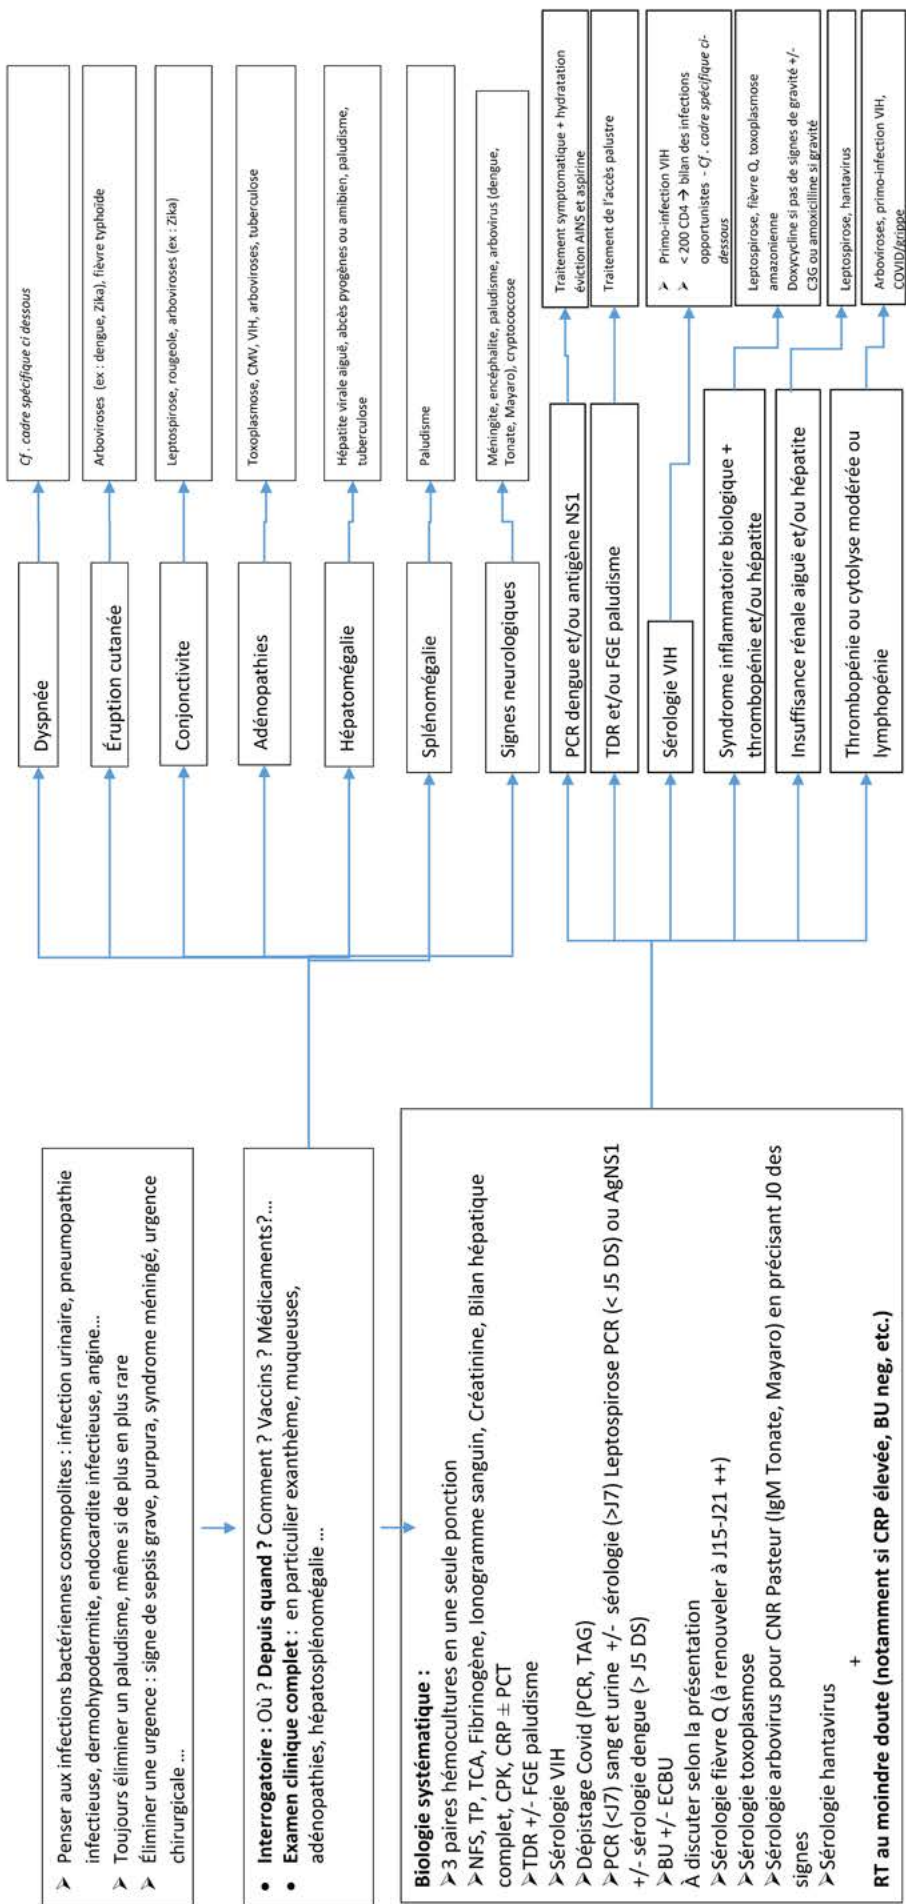 ➢ Penser aux infections bactériennes cosmopolites : infection urinaire, pneumopathie
infectieuse, dermohypodermite, endocardite infectieuse, angine...
➢ Toujours éliminer un paludisme, même si de plus en plus rare
➢ Éliminer une urgence : signe de sepsis grave, purpura, syndrome méningé, urgence
chirurgicale...
• Interrogatoire : Où ? Depuis quand ? Comment ? Vaccins ? Médicaments?...
• Examen clinique complet : en particulier exanthème, muqueuses,
adénopathies, hépatosplénomégalie ...
Biologie systématique :
➢ 3 paires hémocultures en une seule ponction
➢ NFS, TP, TCA, Fibrinogène, Ionogramme sanguin, Créatinine, Bilan hépatique
complet, CPK, CRP ± PCT
➢ TDR +/- FGE paludisme
➢ Sérologie VIH
➢ Dépistage Covid (PCR, TAG)
➢ PCR (<J7) sang et urine +/- sérologie (>J7) Leptospirose PCR (< J5 DS) ou AgNS1
+/- sérologie dengue (> J5 DS)
➢ BU +/- ECBU
À discuter selon la présentation
➢ Sérologie fièvre Q (à renouveler à J15-J21 ++)
➢ Sérologie toxoplasmose
➢ Sérologie arbovirus pour CNR Pasteur (IgM Tonate, Mayaro) en précisant J0 des
signes
➢ Sérologie hantavirus
+
RT au moindre doute (notamment si CRP élevée, BU neg, etc.)
Dyspnée
Cf. cadre spécifique ci dessous
Éruption cutanée
Arboviroses (ex : dengue, Zika), fièvre typhoïde
Conjonctivite
Leptospirose, rougeole, arboviroses (ex : Zika)
Adénopathies
Toxoplasmose, CMV, VIH, arboviroses, tuberculose
Hépatomégalie
Hépatite virale aiguë, abcès pyogènes ou amibien, paludisme,
tuberculose
Splénomégalie
Paludisme
Signes neurologiques
Méningite, encéphalite, paludisme, arbovirus (dengue,
Tonate, Mayaro), cryptococcose
PCR dengue et/ou antigène NS1
Traitement symptomatique + hydratation
éviction AINS et aspirine
TDR et/ou FGE paludisme
Traitement de l'accès palustre
Sérologie VIH
➢ Primo-infection VIH
➢ < 200 CD4 → bilan des infections
opportunistes - Cf. cadre spécifique ci-
dessous
Syndrome inflammatoire biologique +
thrombopénie et/ou hépatite
Leptospirose, fièvre Q, toxoplasmose
amazonienne
Doxycycline si pas de signes de gravité +/-
C3G ou amoxicilline si gravité
Insuffisance rénale aiguë et/ou hépatite
Leptospirose, hantavirus
Thrombopénie ou cytolyse modérée ou
lymphopénie
Arboviroses, primo-infection VIH,
COVID/grippe